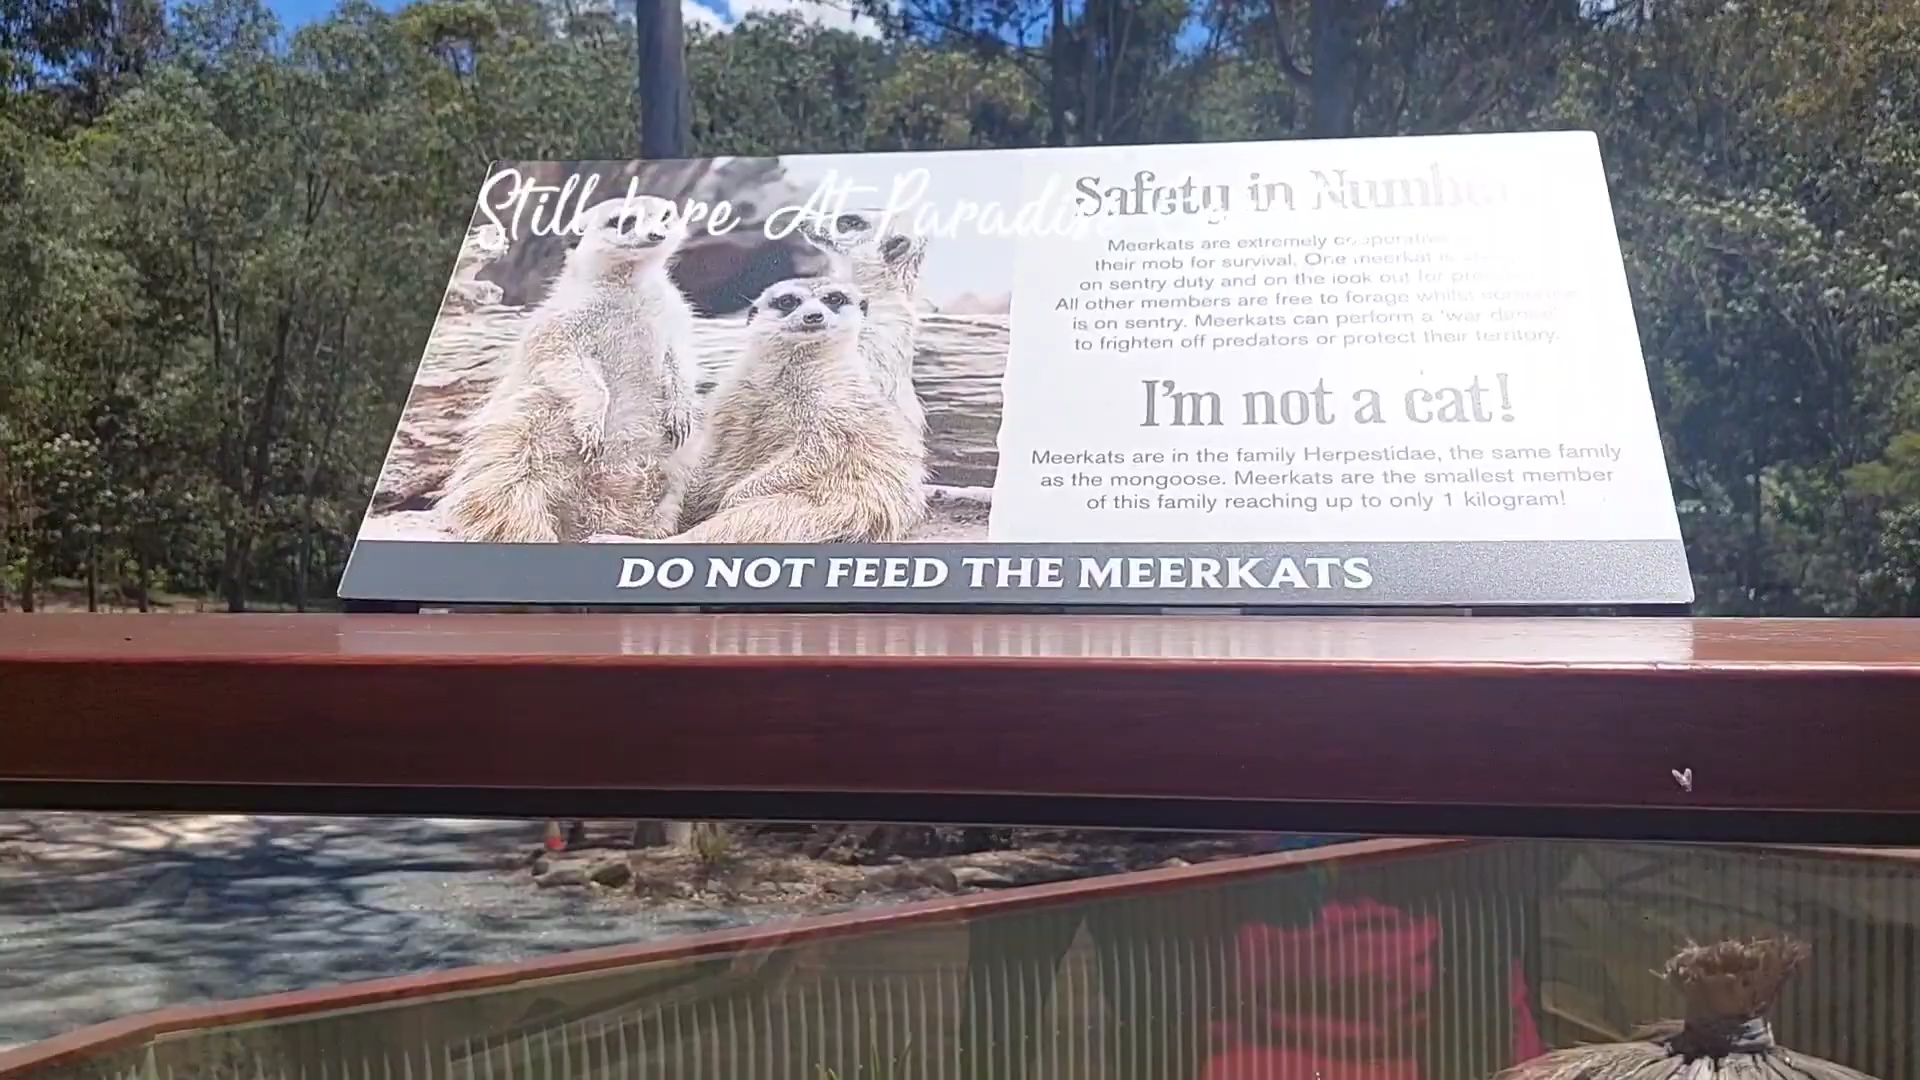 Still here At Paradise
Safety in
Meerkats are extremely cooperative
their mob for survival. One meerkat is
on sentry duty and on the look out for
All other members are free to forage whilst
is on sentry. Meerkats can perform a 'war dance'
to frighten off predators or protect their territory.
I'm not a cat!
Meerkats are in the family Herpestidae, the same family
as the mongoose. Meerkats are the smallest member
of this family reaching up to only 1 kilogram!
DO NOT FEED THE MEERKATS